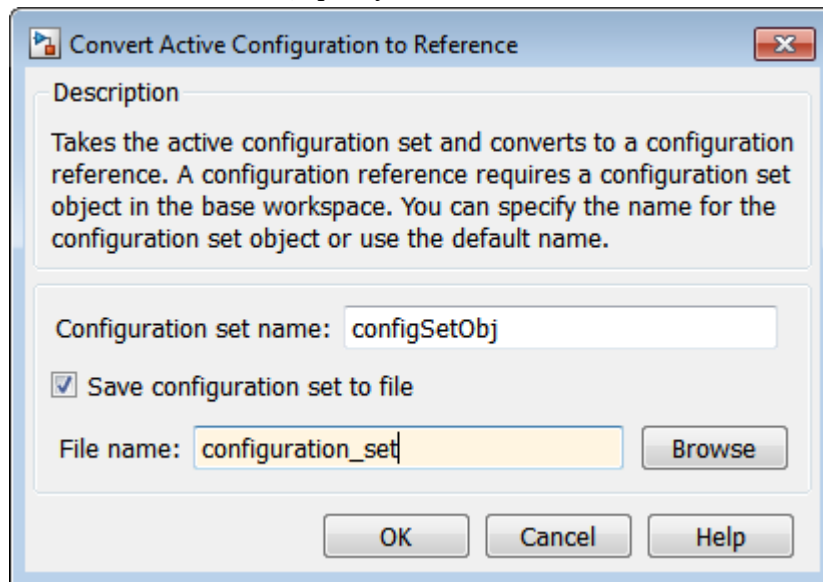 Convert Active Configuration to Reference
Description
Takes the active configuration set and converts to a configuration
reference. A configuration reference requires a configuration set
object in the base workspace. You can specify the name for the
configuration set object or use the default name.
Configuration set name: configSetObj
Save configuration set to file
File name: configuration_set Browse
OK Cancel Help